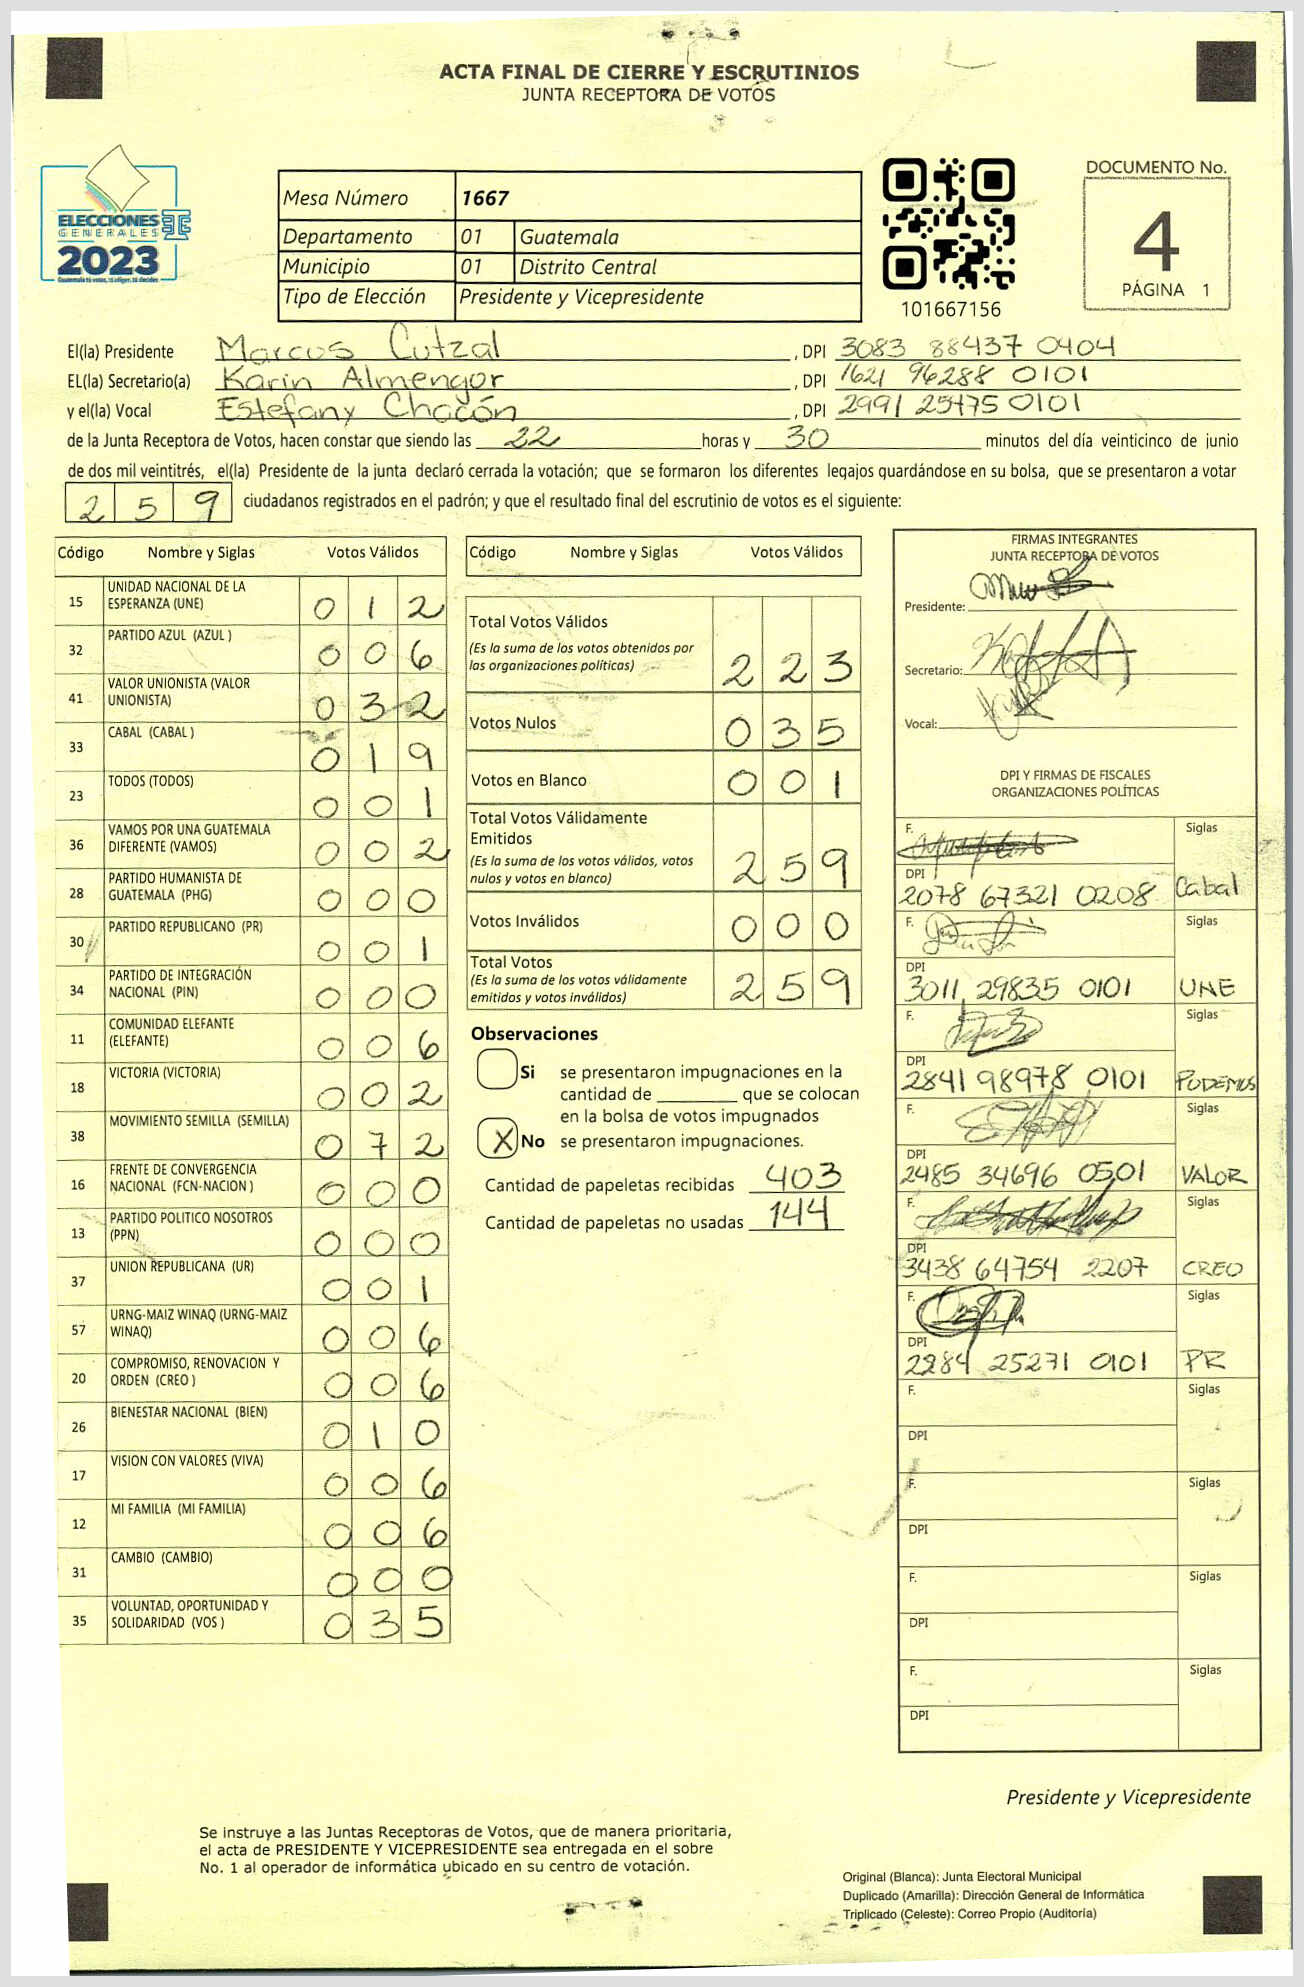 ACTA FINAL DE CIERRE Y ESCRUTINIOS
JUNTA RECEPTORA DE VOTOS
ELECCIONES
GENERALES
2023
Mesa Número 1667
Departamento 01 Guatemala
Municipio 01 Distrito Central
Tipo de Elección Presidente y Vicepresidente
101667156
DOCUMENTO No.
4
PÁGINA 1
El(la) Presidente Marcos Cutzal , DPI 3083 88437 0404
EL(la) Secretario(a) Karin Almengor , DPI 1621 96288 0101
y el(la) Vocal Estefany Chacón , DPI 2991 25475 0101
de la Junta Receptora de Votos, hacen constar que siendo las 22 horas y 30 minutos del día veinticinco de junio
de dos mil veintitrés, el(la) Presidente de la junta declaró cerrada la votación; que se formaron los diferentes legajos quardándose en su bolsa, que se presentaron a votar
2 5 9 ciudadanos registrados en el padrón; y que el resultado final del escrutinio de votos es el siguiente:
Código Nombre y Siglas Votos Válidos
15 UNIDAD NACIONAL DE LA ESPERANZA (UNE) 0 1 2
32 PARTIDO AZUL (AZUL ) 0 0 6
41 VALOR UNIONISTA (VALOR UNIONISTA) 0 3 2
33 CABAL (CABAL ) 0 1 9
23 TODOS (TODOS) 0 0 1
36 VAMOS POR UNA GUATEMALA DIFERENTE (VAMOS) 0 0 2
28 PARTIDO HUMANISTA DE GUATEMALA (PHG) 0 0 0
30 PARTIDO REPUBLICANO (PR) 0 0 1
34 PARTIDO DE INTEGRACIÓN NACIONAL (PIN) 0 0 0
11 COMUNIDAD ELEFANTE (ELEFANTE) 0 0 6
18 VICTORIA (VICTORIA) 0 0 2
38 MOVIMIENTO SEMILLA (SEMILLA) 0 7 2
16 FRENTE DE CONVERGENCIA NACIONAL (FCN-NACION ) 0 0 0
13 PARTIDO POLITICO NOSOTROS (PPN) 0 0 0
37 UNION REPUBLICANA (UR) 0 0 1
57 URNG-MAIZ WINAQ (URNG-MAIZ WINAQ) 0 0 6
20 COMPROMISO, RENOVACION Y ORDEN (CREO ) 0 0 6
26 BIENESTAR NACIONAL (BIEN) 0 1 0
17 VISION CON VALORES (VIVA) 0 0 6
12 MI FAMILIA (MI FAMILIA) 0 0 6
31 CAMBIO (CAMBIO) 0 0 0
35 VOLUNTAD, OPORTUNIDAD Y SOLIDARIDAD (VOS ) 0 3 5
Código Nombre y Siglas Votos Válidos
Total Votos Válidos
(Es la suma de los votos obtenidos por
las organizaciones políticas) 2 2 3
Votos Nulos 0 3 5
Votos en Blanco 0 0 1
Total Votos Válidamente
Emitidos
(Es la suma de los votos válidos, votos
nulos y votos en blanco) 2 5 9
Votos Inválidos 0 0 0
Total Votos
(Es la suma de los votos válidamente
emitidos y votos inválidos) 2 5 9
Observaciones
Si se presentaron impugnaciones en la
cantidad de ________ que se colocan
en la bolsa de votos impugnados
X No se presentaron impugnaciones.
Cantidad de papeletas recibidas 403
Cantidad de papeletas no usadas 144
FIRMAS INTEGRANTES
JUNTA RECEPTORA DE VOTOS
Presidente:
Secretario:
Vocal:
DPI Y FIRMAS DE FISCALES
ORGANIZACIONES POLÍTICAS
F. Siglas
DPI
2078 67321 0208 Cabal
F. Siglas
DPI
3011 29835 0101 UNE
F. Siglas
DPI
2841 98978 0101 PODEMOS
F. Siglas
DPI
2485 34696 0501 VALOR
F. Siglas
DPI
3438 64754 2207 CREO
F. Siglas
DPI
2284 25271 0101 PR
F. Siglas
DPI
F. Siglas
DPI
F. Siglas
DPI
F. Siglas
DPI
Presidente y Vicepresidente
Se instruye a las Juntas Receptoras de Votos, que de manera prioritaria,
el acta de PRESIDENTE Y VICEPRESIDENTE sea entregada en el sobre
No. 1 al operador de informática ubicado en su centro de votación.
Original (Blanca): Junta Electoral Municipal
Duplicado (Amarilla): Dirección General de Informática
Triplicado (Celeste): Correo Propio (Auditoría)